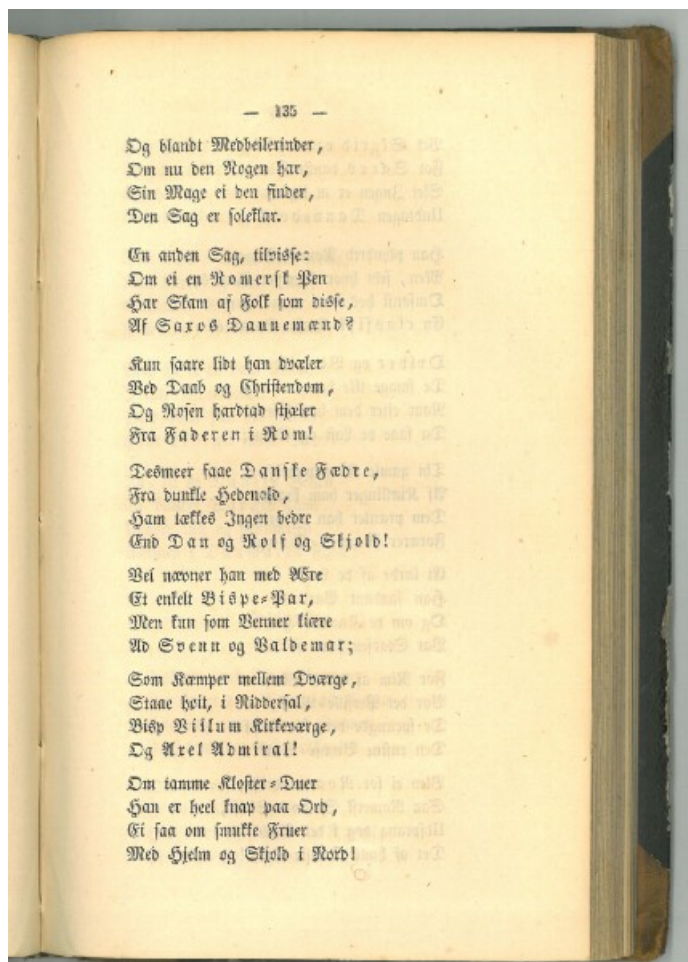 — 135 —
Og blandt Medbeilerinder,
Om nu den Nogen har,
Sin Mage ei den finder,
Den Sag er soleklar.
En anden Sag, tilvisse:
Om ei en Romersk Pen
Har Skam af Folk som disse,
Af Saxos Dannemænd?
Kun saare lidt han dvæler
Ved Daab og Christendom,
Og Rosen hardtad stjæler
Fra Faderen i Rom!
Desmeer saae Danske Fædre,
Fra dunkle Hedenold,
Ham tækkes Ingen bedre
End Dan og Rolf og Skjold!
Vel nævner han med Ære
Et enkelt Bispe-Par,
Men kun som Venner kiære
Ad Svenn og Valdemar;
Som Kæmper mellem Dværge,
Staae høit, i Riddersal,
Bisp Villum Kirkeværge,
Og Axel Admiral!
Om tamme Kloster-Duer
Han er heel knap paa Ord,
Ei saa om smukke Fruer
Med Hjelm og Skjold i Nord!